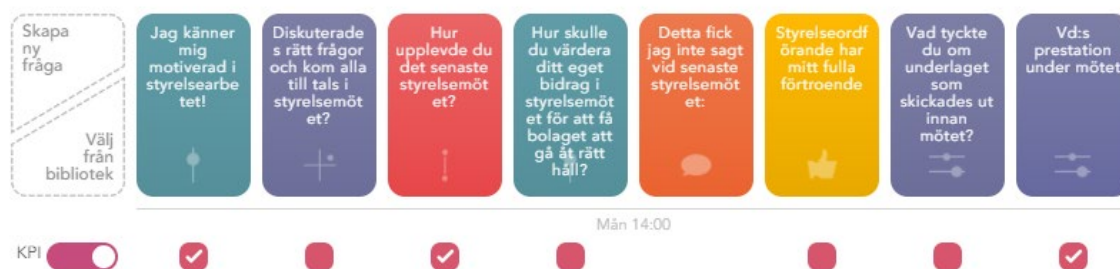 Skapa
ny
fråga
Välj
från
bibliotek
Jag känner
mig
motiverad i
styrelsearbe
tet!
Diskuterade
s rätt frågor
och kom alla
till tals i
styrelsemöt
et?
Hur
upplevde du
det senaste
styrelsemöt
et?
Hur skulle
du värdera
ditt eget
bidrag i
styrelsemöt
et för att få
bolaget att
gå åt rätt
håll?
Detta fick
jag inte sagt
vid senaste
styrelsemöt
et:
Styrelseordf
örande har
mitt fulla
förtroende
Vad tyckte
du om
underlaget
som
skickades ut
innan
mötet?
Vd:s
prestation
under mötet
Mån 14:00
KPI